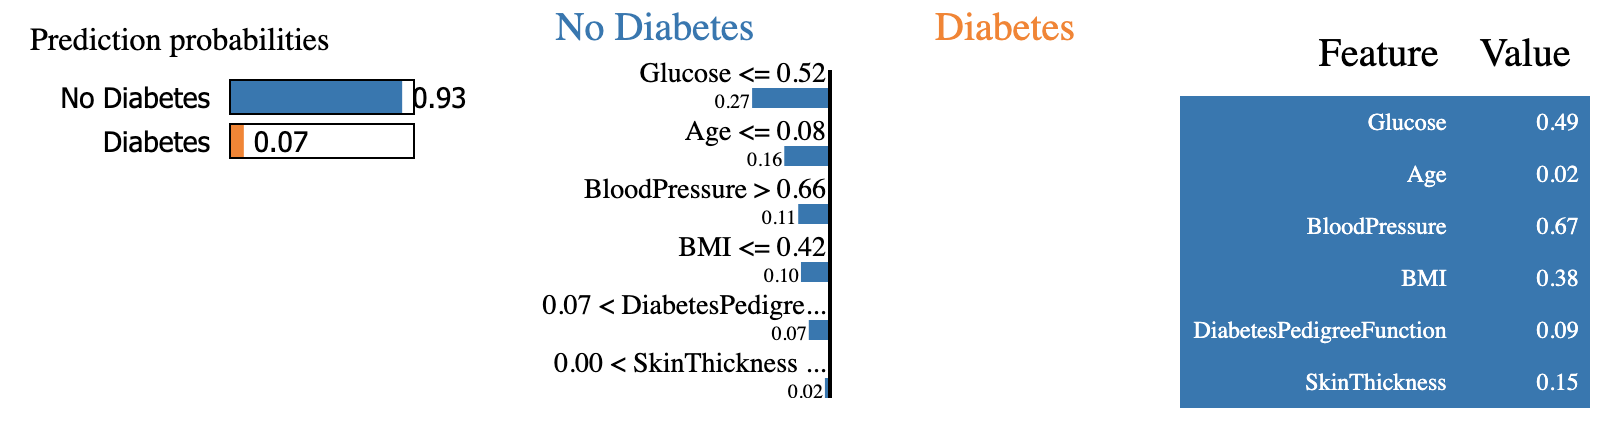 Prediction probabilities
No Diabetes 0.93
Diabetes 0.07
No Diabetes
Diabetes
Glucose <= 0.52
0.27
Age <= 0.08
0.16
BloodPressure > 0.66
0.11
BMI <= 0.42
0.10
0.07 < DiabetesPedigre...
0.07
0.00 < SkinThickness ...
0.02
Feature Value
Glucose 0.49
Age 0.02
BloodPressure 0.67
BMI 0.38
DiabetesPedigreeFunction 0.09
SkinThickness 0.15